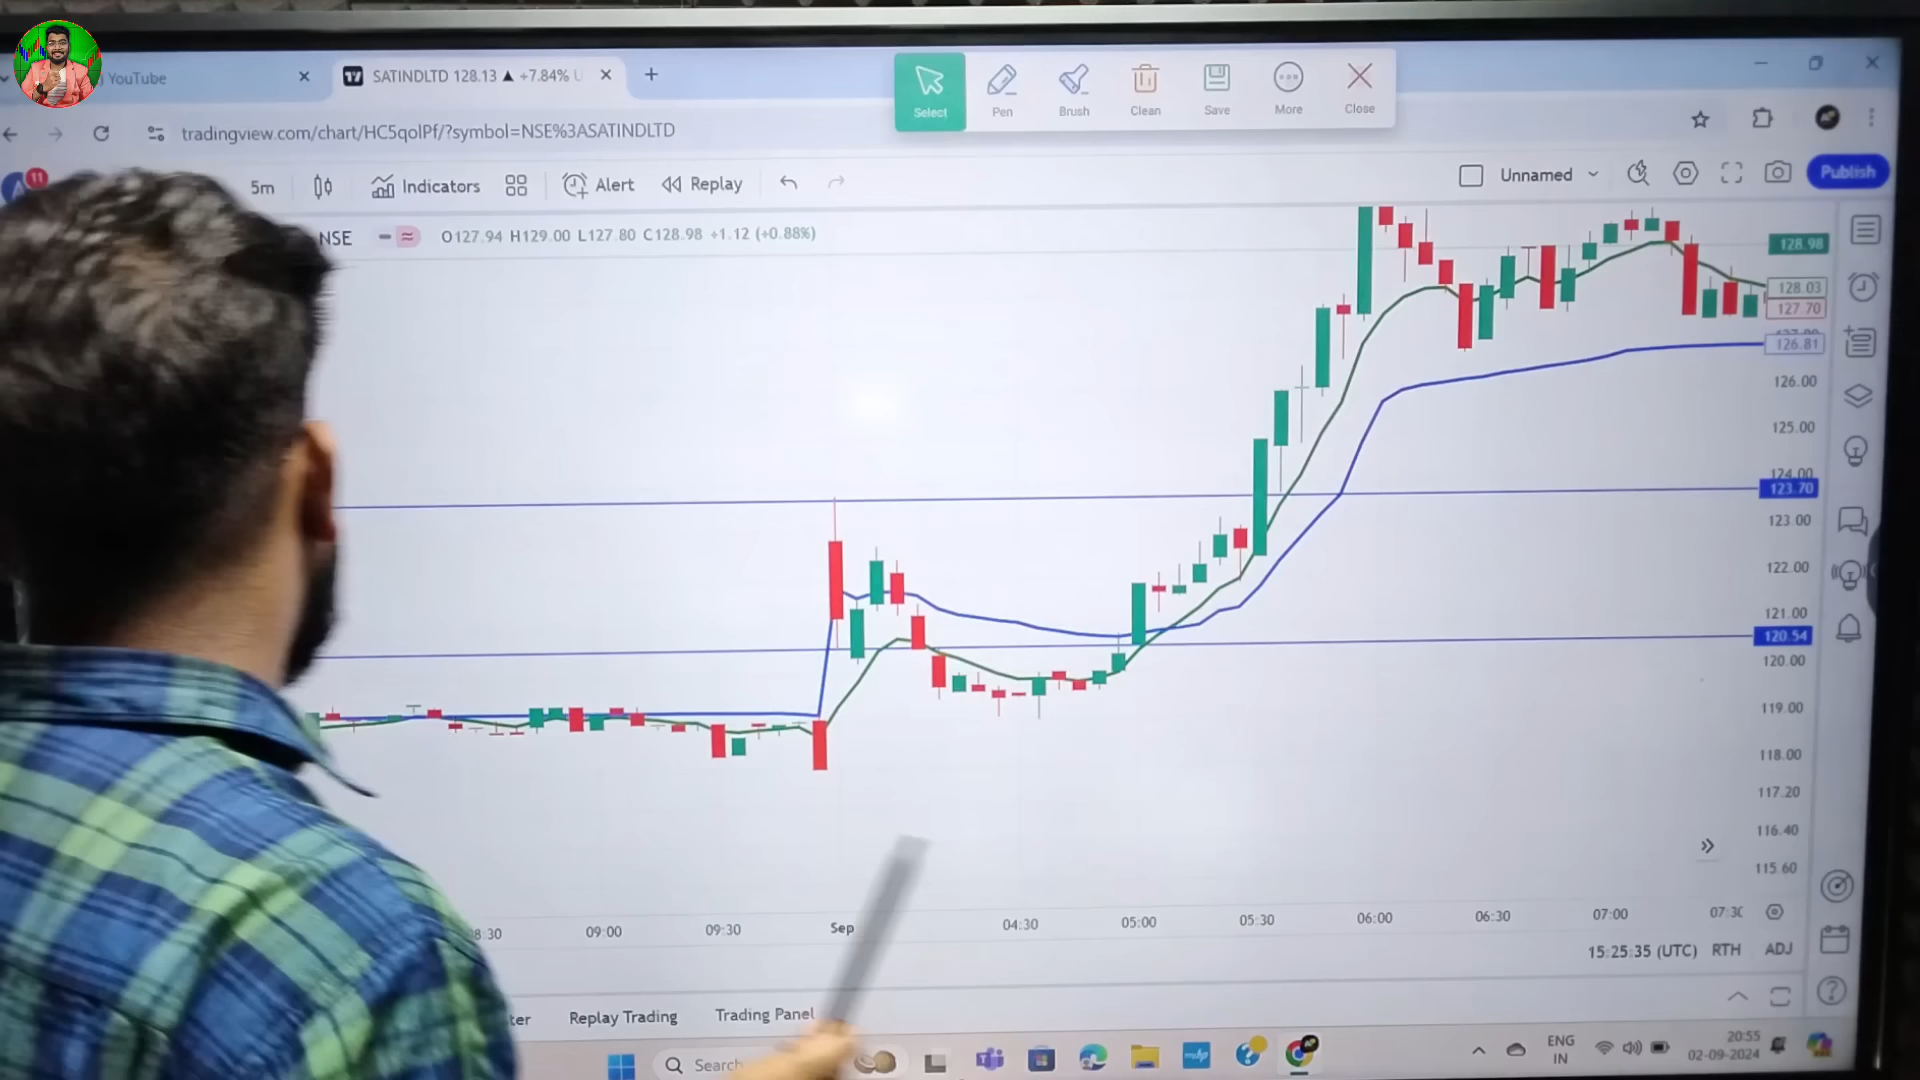 YouTube
SATINDLTD 128.13 ▲ +7.84%
tradingview.com/chart/HC5qolPf/?symbol=NSE%3ASATINDLTD
Select
Pen
Brush
Clean
Save
More
Close
11
5m
Indicators
Alert
Replay
Unnamed
Publish
NSE
O127.94 H129.00 L127.80 C128.98 +1.12 (+0.88%)
128.98
128.03
127.70
126.81
126.00
125.00
124.00
123.70
123.00
122.00
121.00
120.54
120.00
119.00
118.00
117.20
116.40
115.60
09:00
09:30
Sep
04:30
05:00
05:30
06:00
06:30
07:00
15:25:35 (UTC) RTH ADJ
Replay Trading
Trading Panel
Search
ENG
IN
20:55
02-09-2024